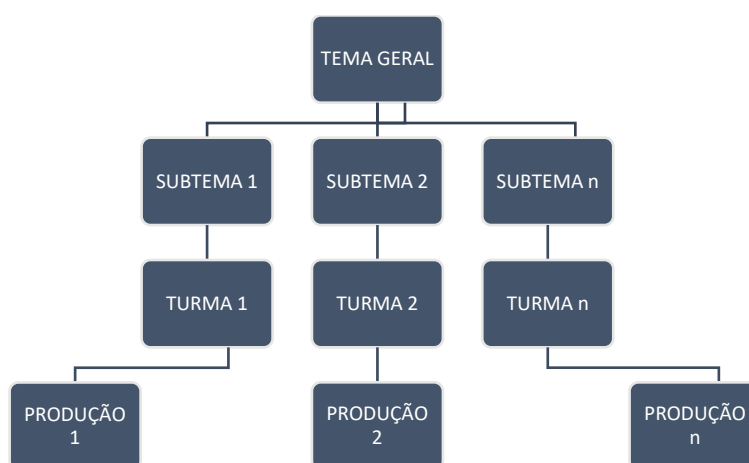 TEMA GERAL
SUBTEMA 1
SUBTEMA 2
SUBTEMA n
TURMA 1
TURMA 2
TURMA n
PRODUÇÃO
1
PRODUÇÃO
2
PRODUÇÃO
n